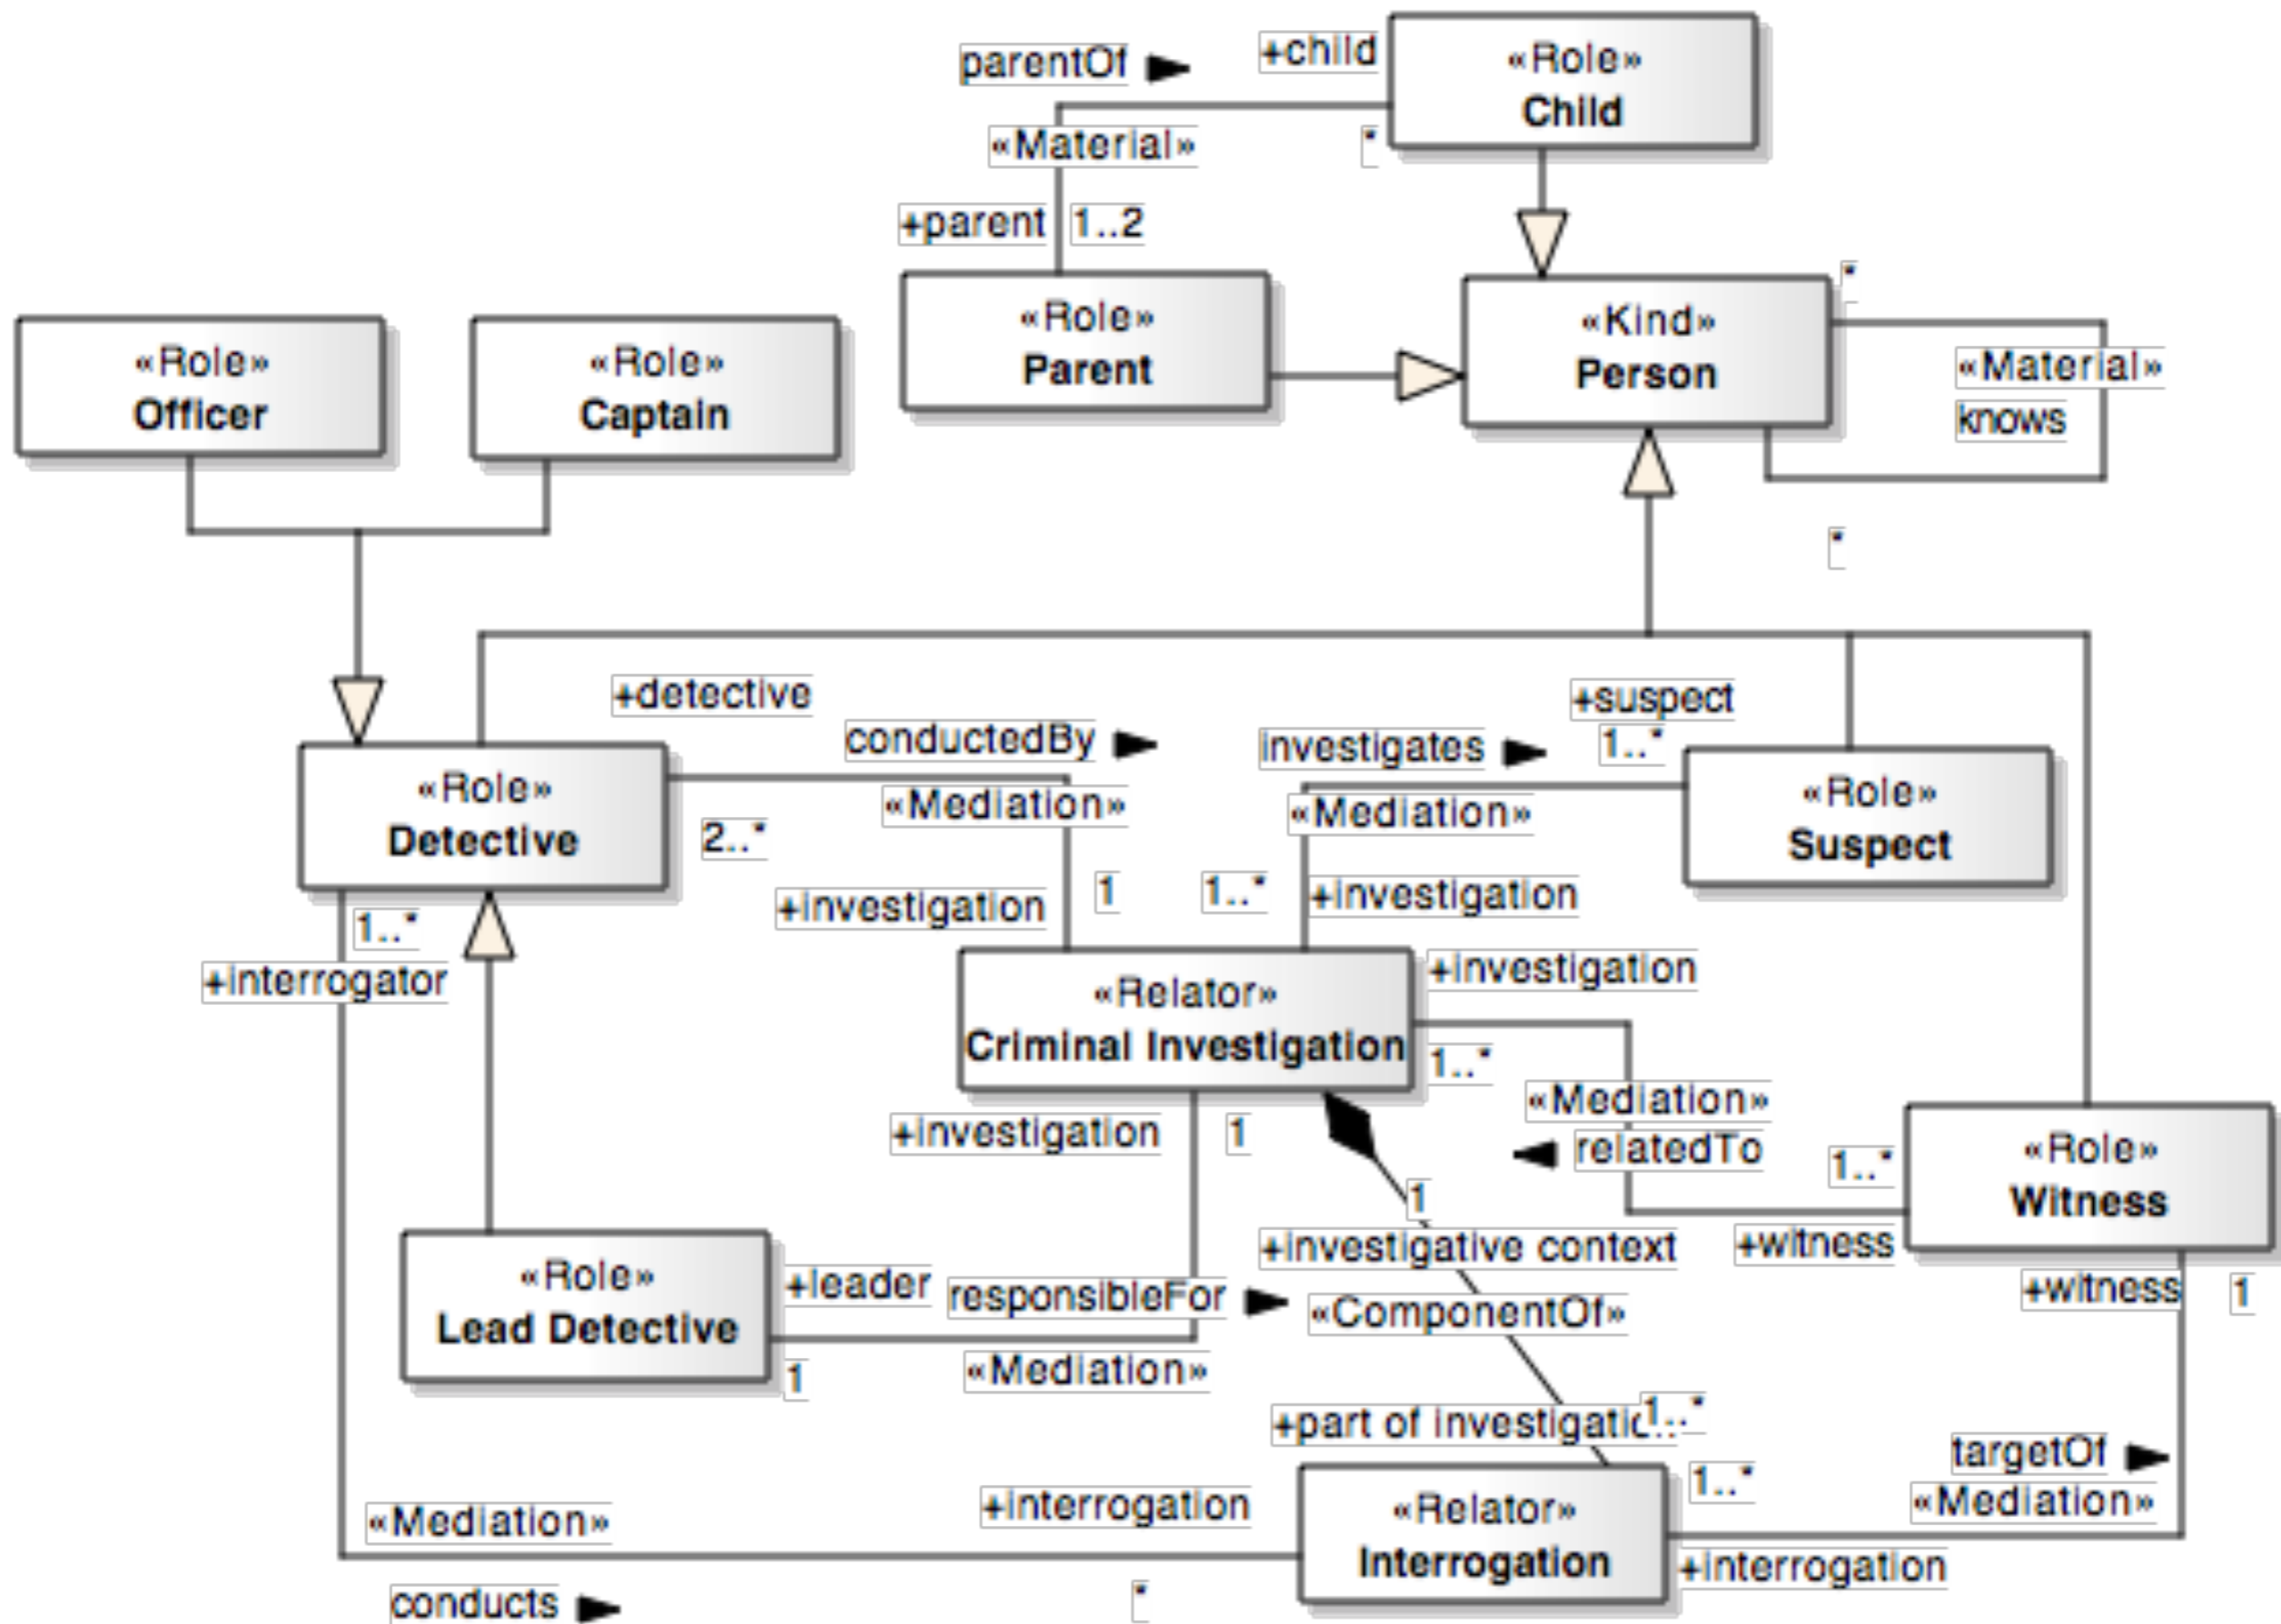 parentOf
+child
«Role»
Child
«Material»
*
+parent
1..2
«Role»
Officer
«Role»
Captain
«Role»
Parent
«Kind»
Person
*
«Material»
knows
*
+detective
conductedBy
investigates
+suspect
1..*
«Role»
Detective
«Mediation»
«Mediation»
«Role»
Suspect
2..*
+investigation
1
1..*
+investigation
1..*
+interrogator
«Relator»
Criminal Investigation
+investigation
1..*
«Mediation»
relatedTo
1..*
«Role»
Witness
+investigation
1
1
+investigative context
+witness
+witness
1
«Role»
Lead Detective
+leader
responsibleFor
«ComponentOf»
«Mediation»
1
+part of investigatic..
1..*
targetOf
«Mediation»
«Mediation»
+interrogation
«Relator»
Interrogation
1..*
+interrogation
conducts
*